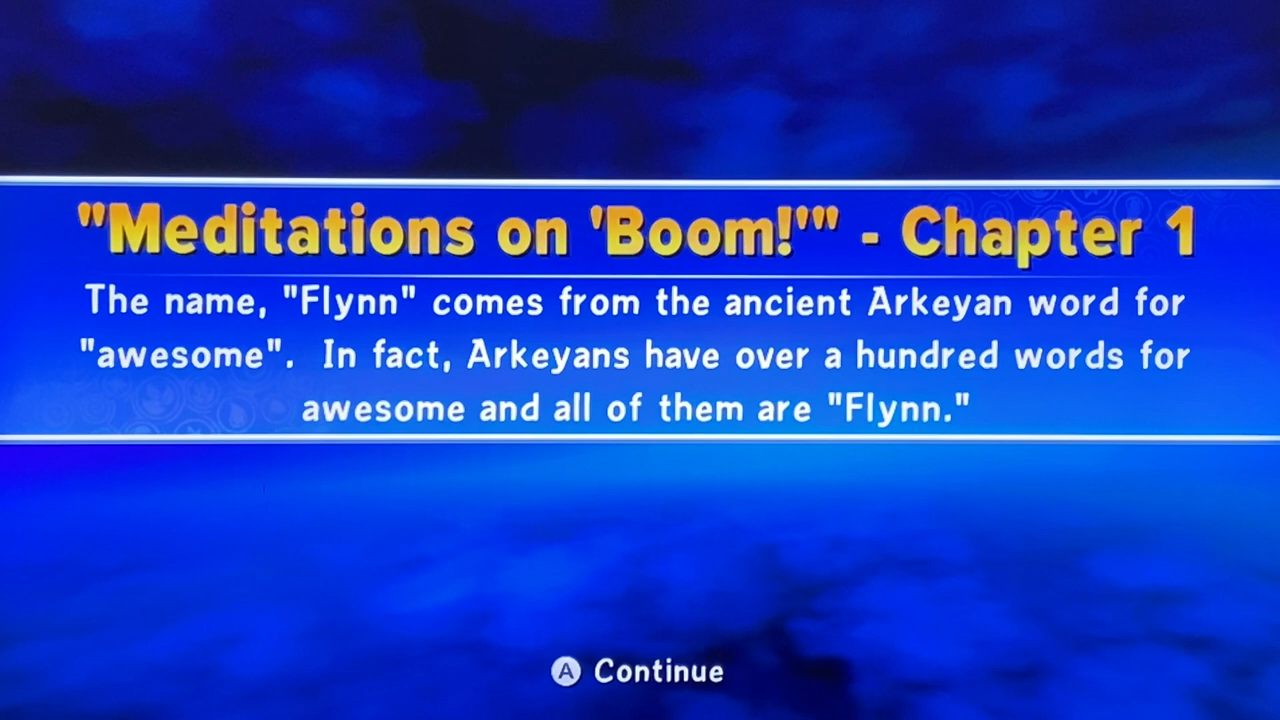 "Meditations on 'Boom!'" - Chapter 1
The name, "Flynn" comes from the ancient Arkeyan word for
"awesome".  In fact, Arkeyans have over a hundred words for
awesome and all of them are "Flynn."
A Continue